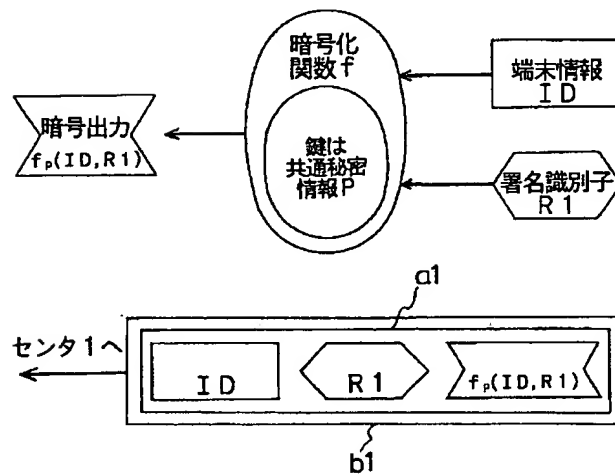 暗号化
関数f
端末情報
ID
暗号出力
fP(ID,R1)
鍵は
共通秘密
情報P
署名識別子
R1
a1
センタ1へ
ID
R1
fP(ID,R1)
b1